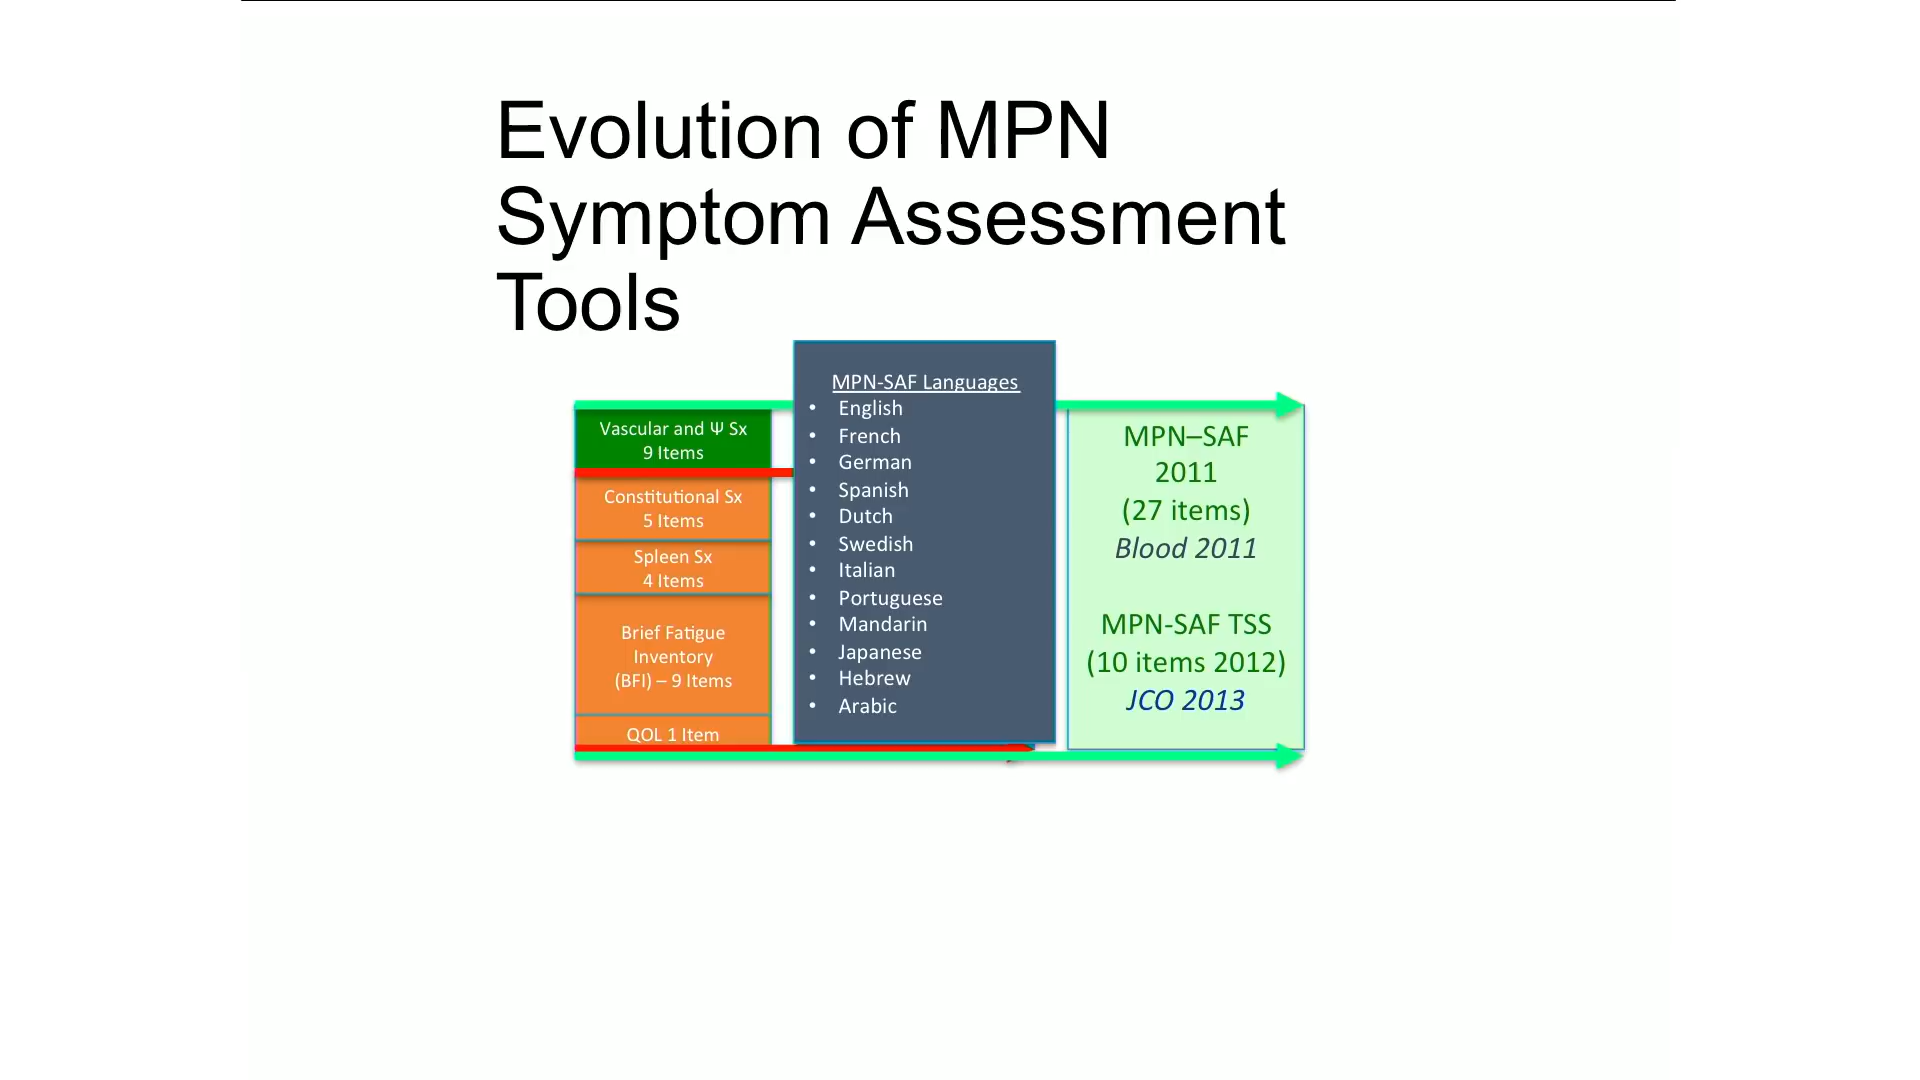 Evolution of MPN
Symptom Assessment
Tools
Vascular and Ψ Sx
9 Items
Constitutional Sx
5 Items
Spleen Sx
4 Items
Brief Fatigue
Inventory
(BFI) – 9 Items
QOL 1 Item
MPN-SAF Languages
• English
• French
• German
• Spanish
• Dutch
• Swedish
• Italian
• Portuguese
• Mandarin
• Japanese
• Hebrew
• Arabic
MPN–SAF
2011
(27 items)
Blood 2011
MPN-SAF TSS
(10 items 2012)
JCO 2013